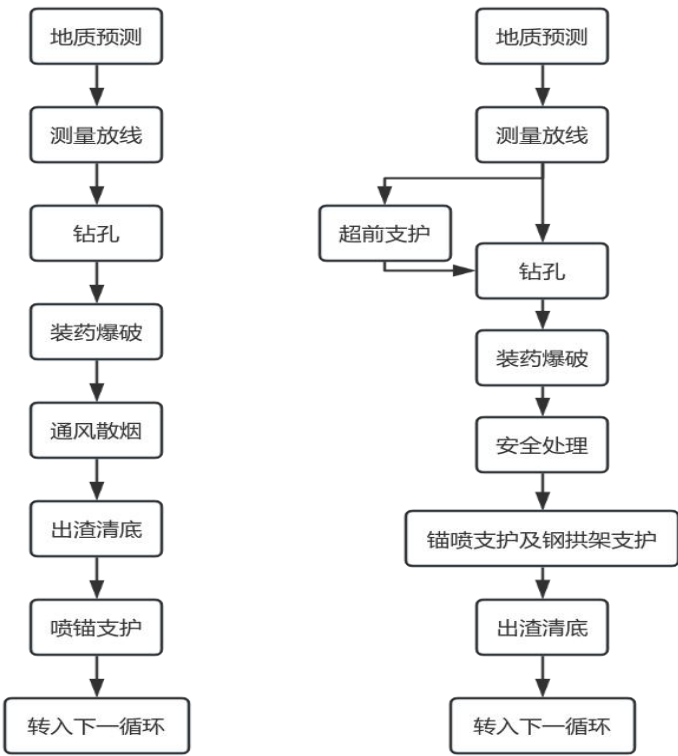 地质预测
测量放线
钻孔
装药爆破
通风散烟
出渣清底
喷锚支护
转入下一循环
地质预测
测量放线
超前支护
钻孔
装药爆破
安全处理
锚喷支护及钢拱架支护
出渣清底
转入下一循环